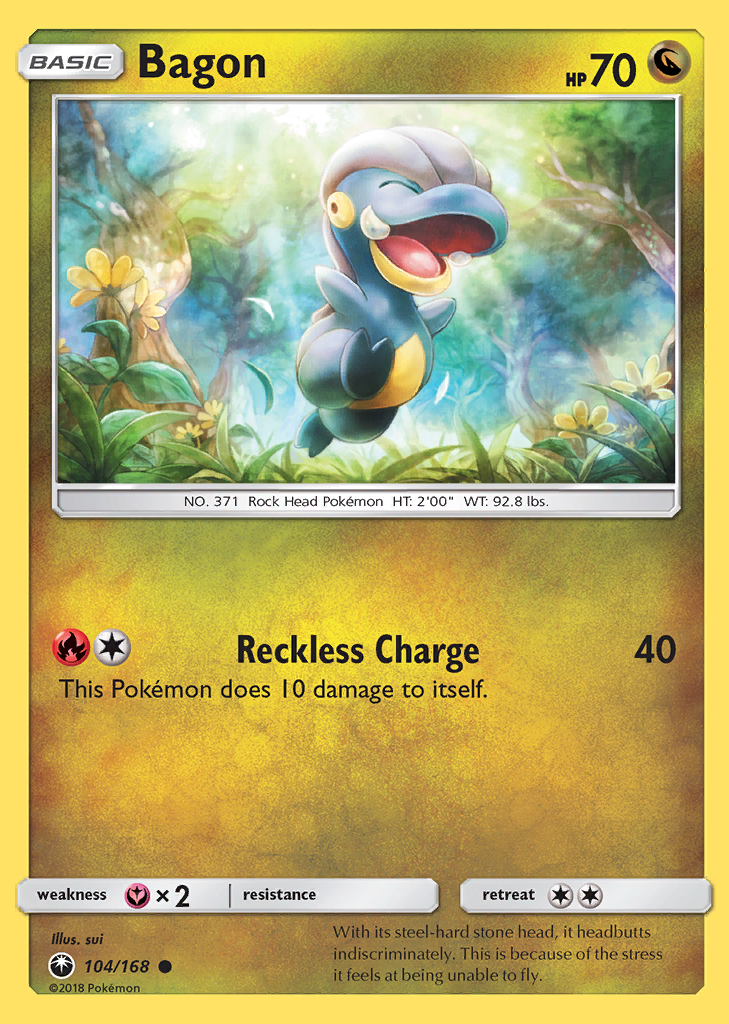 BASIC Bagon HP 70
NO. 371 Rock Head Pokémon HT: 2'00" WT: 92.8 lbs.
Reckless Charge 40
This Pokémon does 10 damage to itself.
weakness × 2 resistance retreat
With its steel-hard stone head, it headbutts
indiscriminately. This is because of the stress
it feels at being unable to fly.
Illus. sui
104/168
©2018 Pokémon